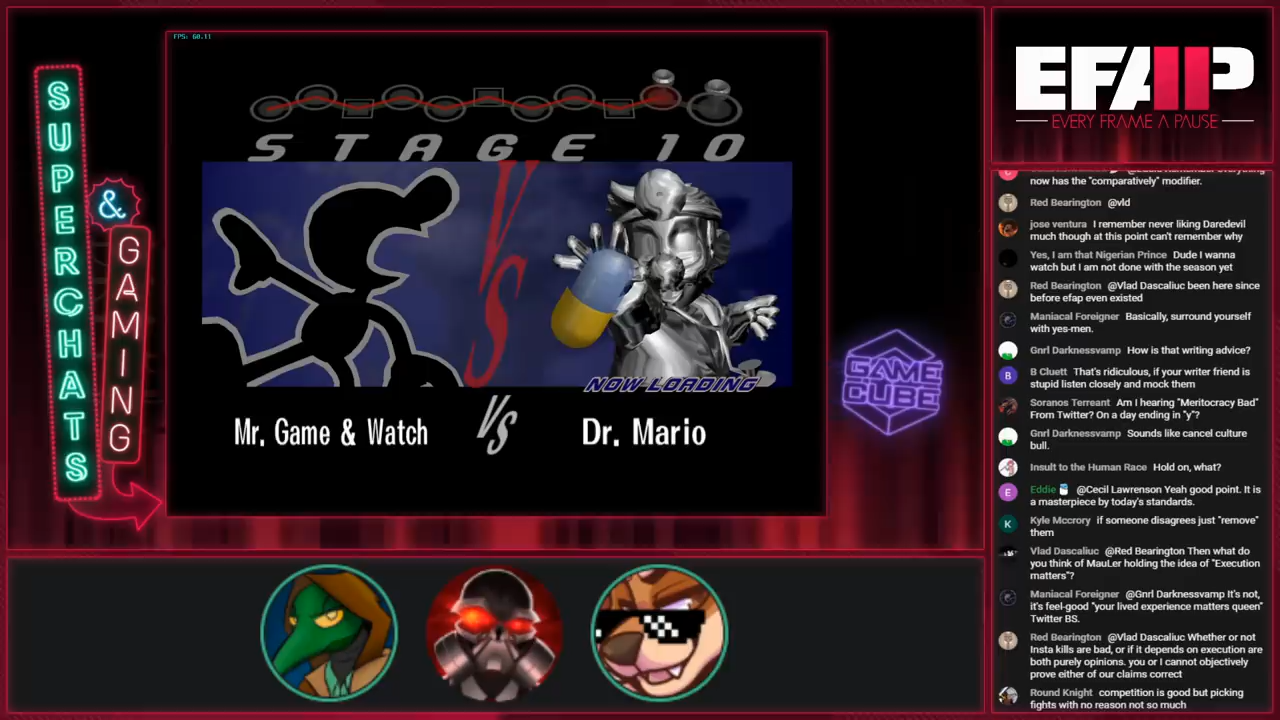 FPS: 60.11
SUPERCHATS
&
GAMING
STAGE 10
VS
NOW LOADING
Mr. Game & Watch
VS
Dr. Mario
GAME
CUBE
EFAP
EVERY FRAME A PAUSE
now has the "comparatively" modifier.
Red Bearington @vld
jose ventura I remember never liking Daredevil
much though at this point can't remember why
Yes, I am that Nigerian Prince Dude I wanna
watch but I am not done with the season yet
Red Bearington @Vlad Dascaliuc been here since
before efap even existed
Maniacal Foreigner Basically, surround yourself
with yes-men.
Gnrl Darknessvamp How is that writing advice?
B
B Cluett That's ridiculous, if your writer friend is
stupid listen closely and mock them
Soranos Terreant Am I hearing "Meritocracy Bad"
From Twitter? On a day ending in "y"?
Gnrl Darknessvamp Sounds like cancel culture
bull.
Insult to the Human Race Hold on, what?
E
Eddie @Cecil Lawrenson Yeah good point. It is
a masterpiece by today's standards.
K
Kyle Mccrory if someone disagrees just "remove"
them
Vlad Dascaliuc @Red Bearington Then what do
you think of MauLer holding the idea of "Execution
matters"?
Maniacal Foreigner @Gnrl Darknessvamp It's not,
it's feel-good "your lived experience matters queen"
Twitter BS.
Red Bearington @Vlad Dascaliuc Whether or not
Insta kills are bad, or if it depends on execution are
both purely opinions. you or I cannot objectively
prove either of our claims correct
Round Knight competition is good but picking
fights with no reason not so much